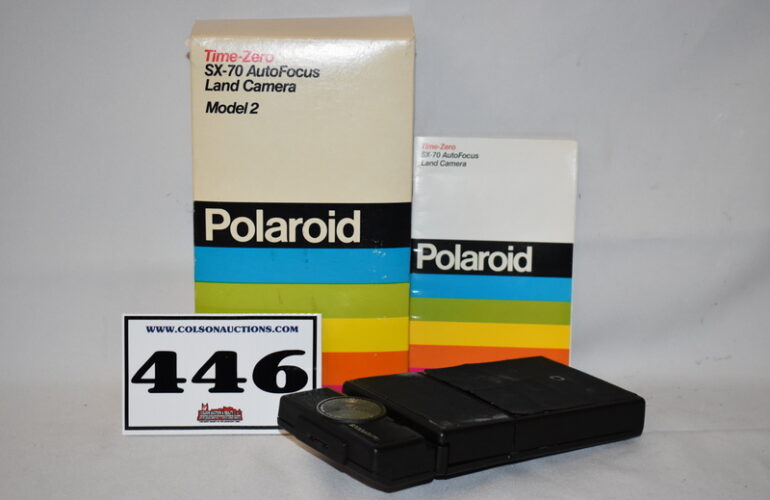 Time-Zero
SX-70 AutoFocus
Land Camera
Model 2
Polaroid
Time-Zero
SX-70 AutoFocus
Land Camera
Polaroid
WWW.COLSONAUCTIONS.COM
446